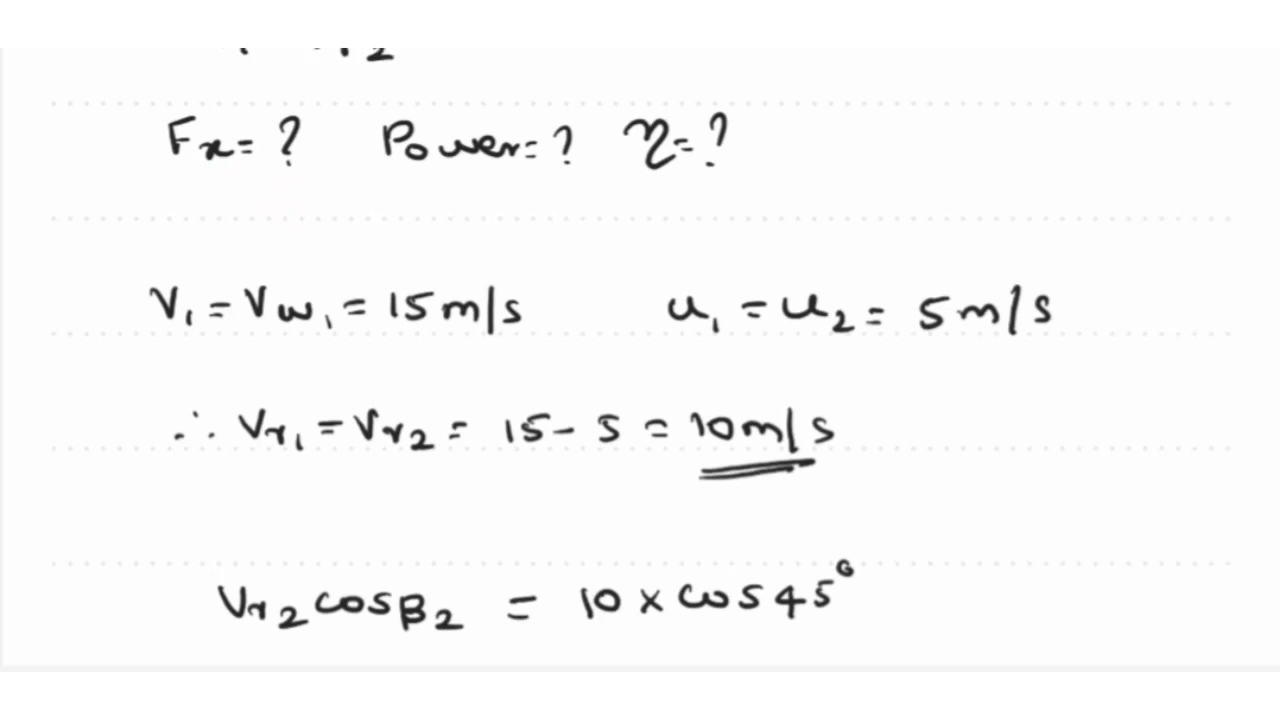 Fx = ? Power = ? η = ?
V₁ = Vw₁ = 15 m/s u₁ = u₂ = 5 m/s
∴ Vr₁ = Vr₂ = 15 - 5 = 10 m/s
Vr₂ cosβ₂ = 10 × cos 45°